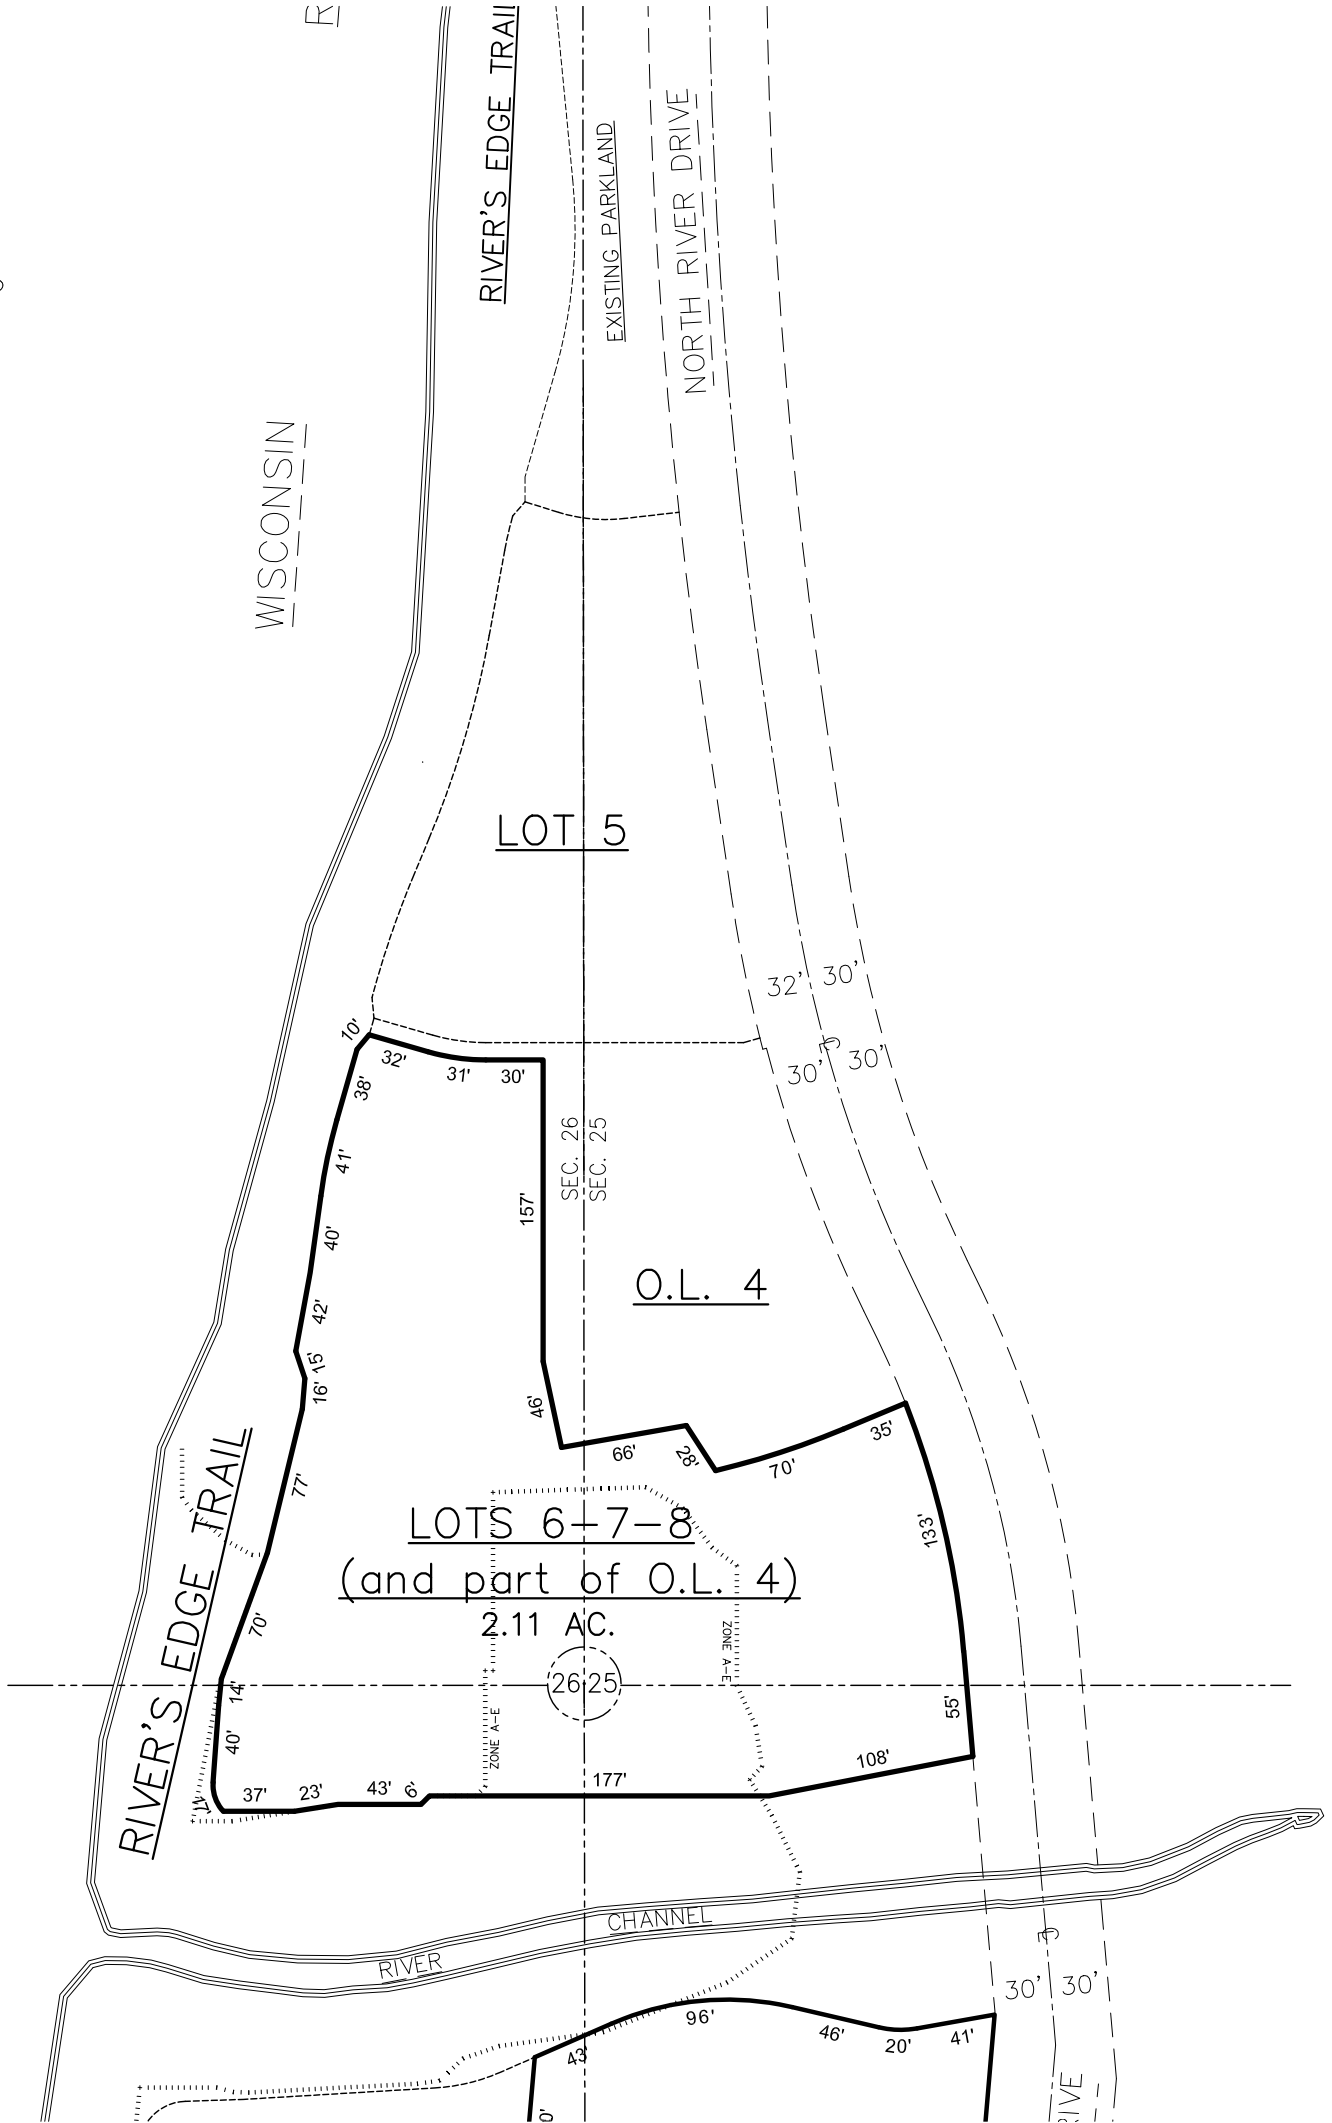 R
RIVER'S EDGE TRAIL
EXISTING PARKLAND
NORTH RIVER DRIVE
WISCONSIN
LOT 5
32' 30'
30' 30'
10'
32'
31'
30'
38'
41'
40'
42'
15'
16'
77'
70'
14'
40'
17'
37'
23'
43'
6'
177'
108'
55'
133'
35'
70'
28'
66'
46'
157'
SEC. 26
SEC. 25
O.L. 4
RIVER'S EDGE TRAIL
LOTS 6-7-8
(and part of O.L. 4)
2.11 AC.
ZONE A-E
ZONE A-E
26 25
RIVER CHANNEL
30' 30'
43'
96'
46'
20'
41'
0'
RIVE